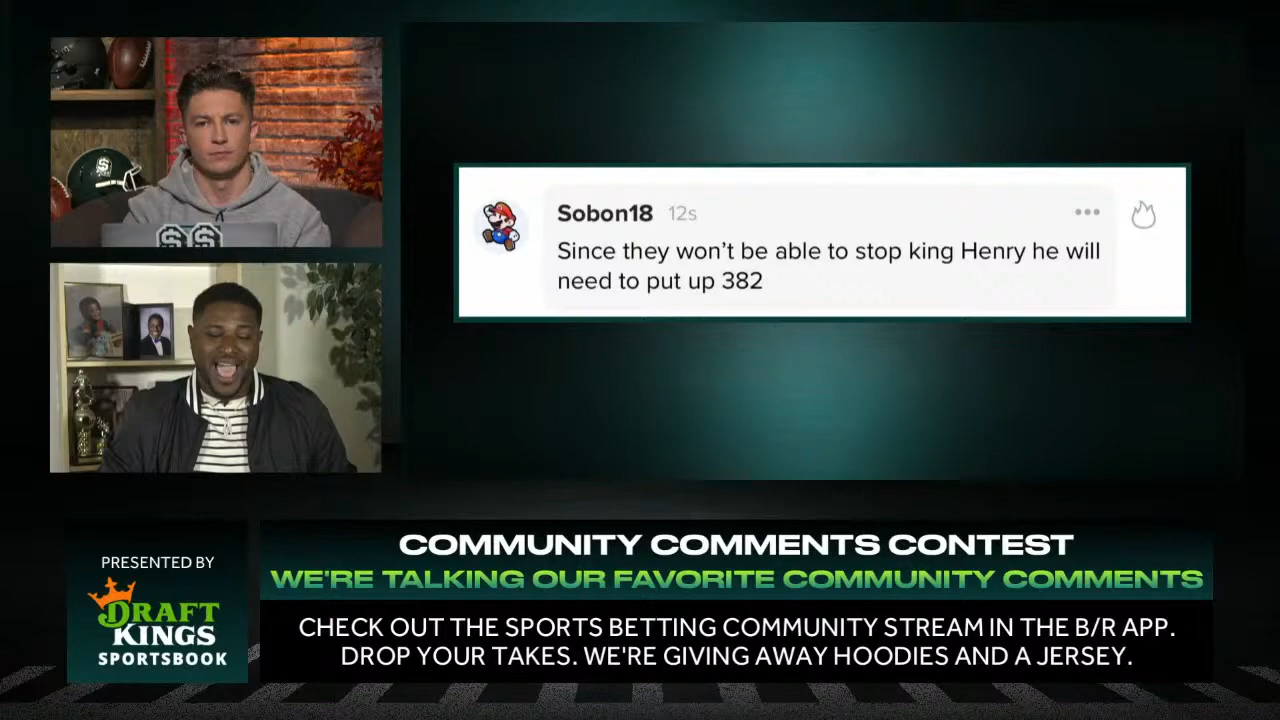 Sobon18 12s
Since they won't be able to stop king Henry he will
need to put up 382
COMMUNITY COMMENTS CONTEST
WE'RE TALKING OUR FAVORITE COMMUNITY COMMENTS
PRESENTED BY
DRAFT
KINGS
SPORTSBOOK
CHECK OUT THE SPORTS BETTING COMMUNITY STREAM IN THE B/R APP.
DROP YOUR TAKES. WE'RE GIVING AWAY HOODIES AND A JERSEY.